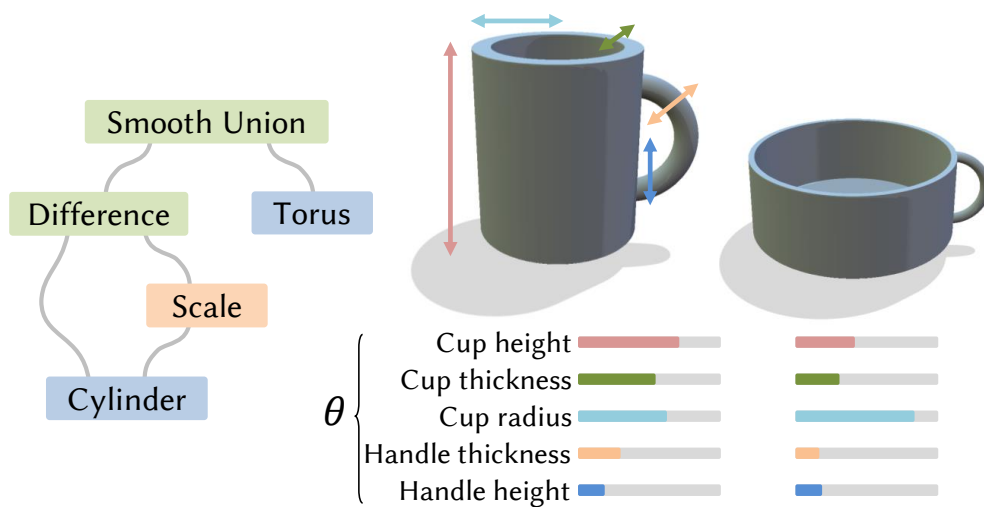 Smooth Union
Difference
Torus
Scale
Cylinder
θ
Cup height
Cup thickness
Cup radius
Handle thickness
Handle height